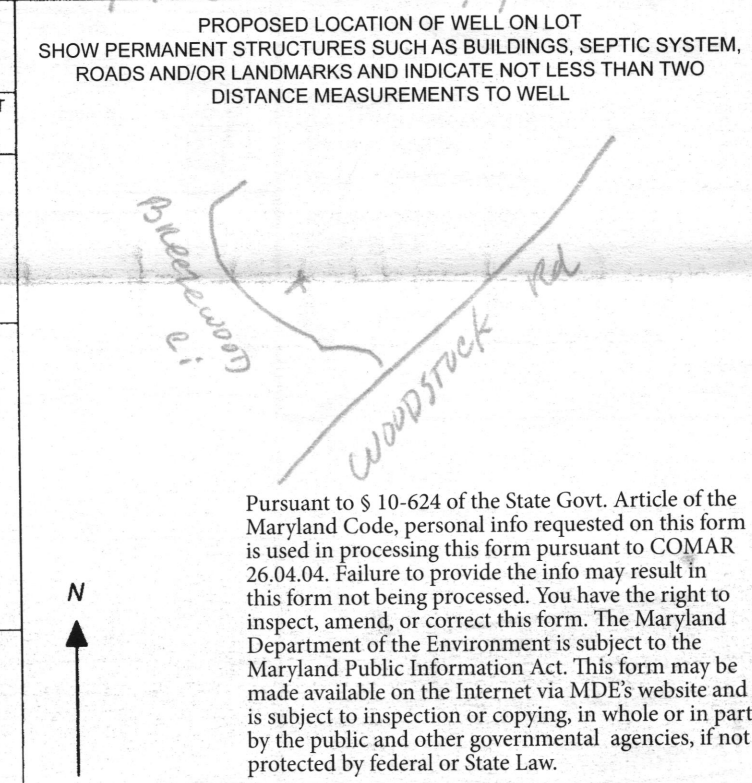 PROPOSED LOCATION OF WELL ON LOT
SHOW PERMANENT STRUCTURES SUCH AS BUILDINGS, SEPTIC SYSTEM,
ROADS AND/OR LANDMARKS AND INDICATE NOT LESS THAN TWO
DISTANCE MEASUREMENTS TO WELL
T
Breezewood
Woodstock Rd
Pursuant to § 10-624 of the State Govt. Article of the
Maryland Code, personal info requested on this form
is used in processing this form pursuant to COMAR
26.04.04. Failure to provide the info may result in
this form not being processed. You have the right to
inspect, amend, or correct this form. The Maryland
Department of the Environment is subject to the
Maryland Public Information Act. This form may be
made available on the Internet via MDE's website and
is subject to inspection or copying, in whole or in part
by the public and other governmental agencies, if not
protected by federal or State Law.
N